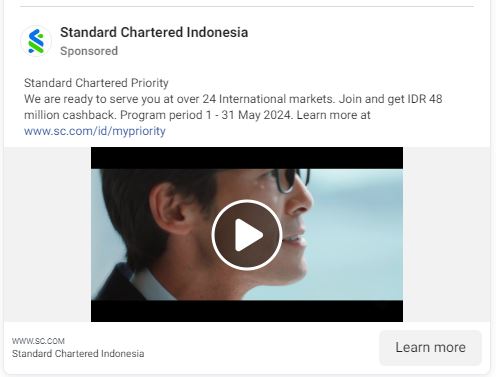 Standard Chartered Indonesia
Sponsored
Standard Chartered Priority
We are ready to serve you at over 24 International markets. Join and get IDR 48
million cashback. Program period 1 - 31 May 2024. Learn more at
www.sc.com/id/mypriority
WWW.SC.COM
Standard Chartered Indonesia
Learn more